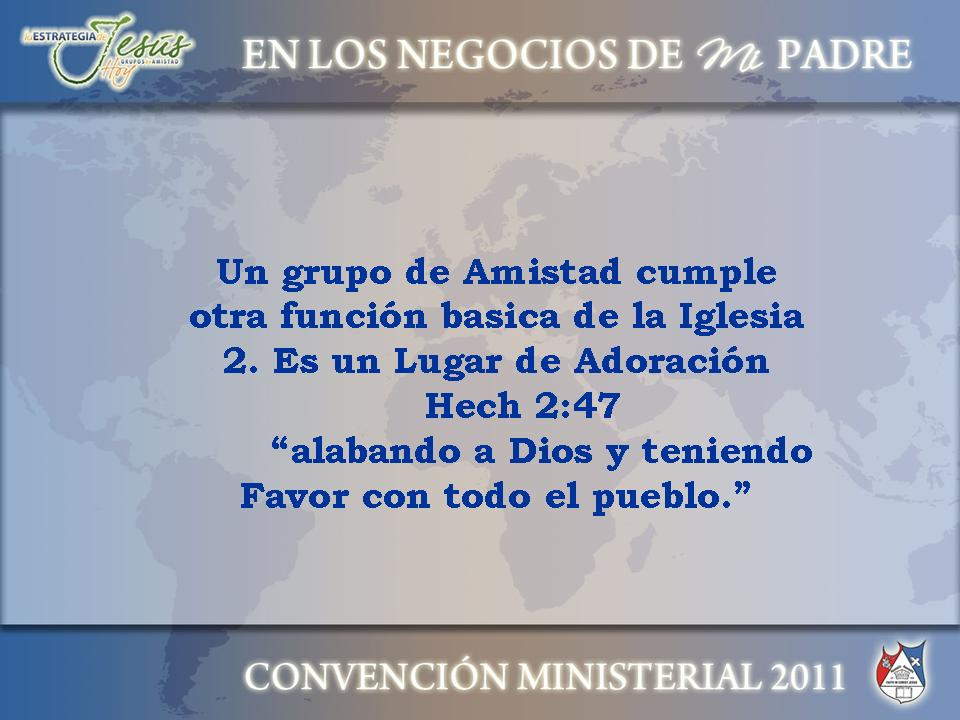 la ESTRATEGIA de
Jesús
GRUPOS de AMISTAD
Hoy
EN LOS NEGOCIOS DE Mi PADRE
Un grupo de Amistad cumple
otra función basica de la Iglesia
2. Es un Lugar de Adoración
Hech 2:47
“alabando a Dios y teniendo
Favor con todo el pueblo.”
CONVENCIÓN MINISTERIAL 2011